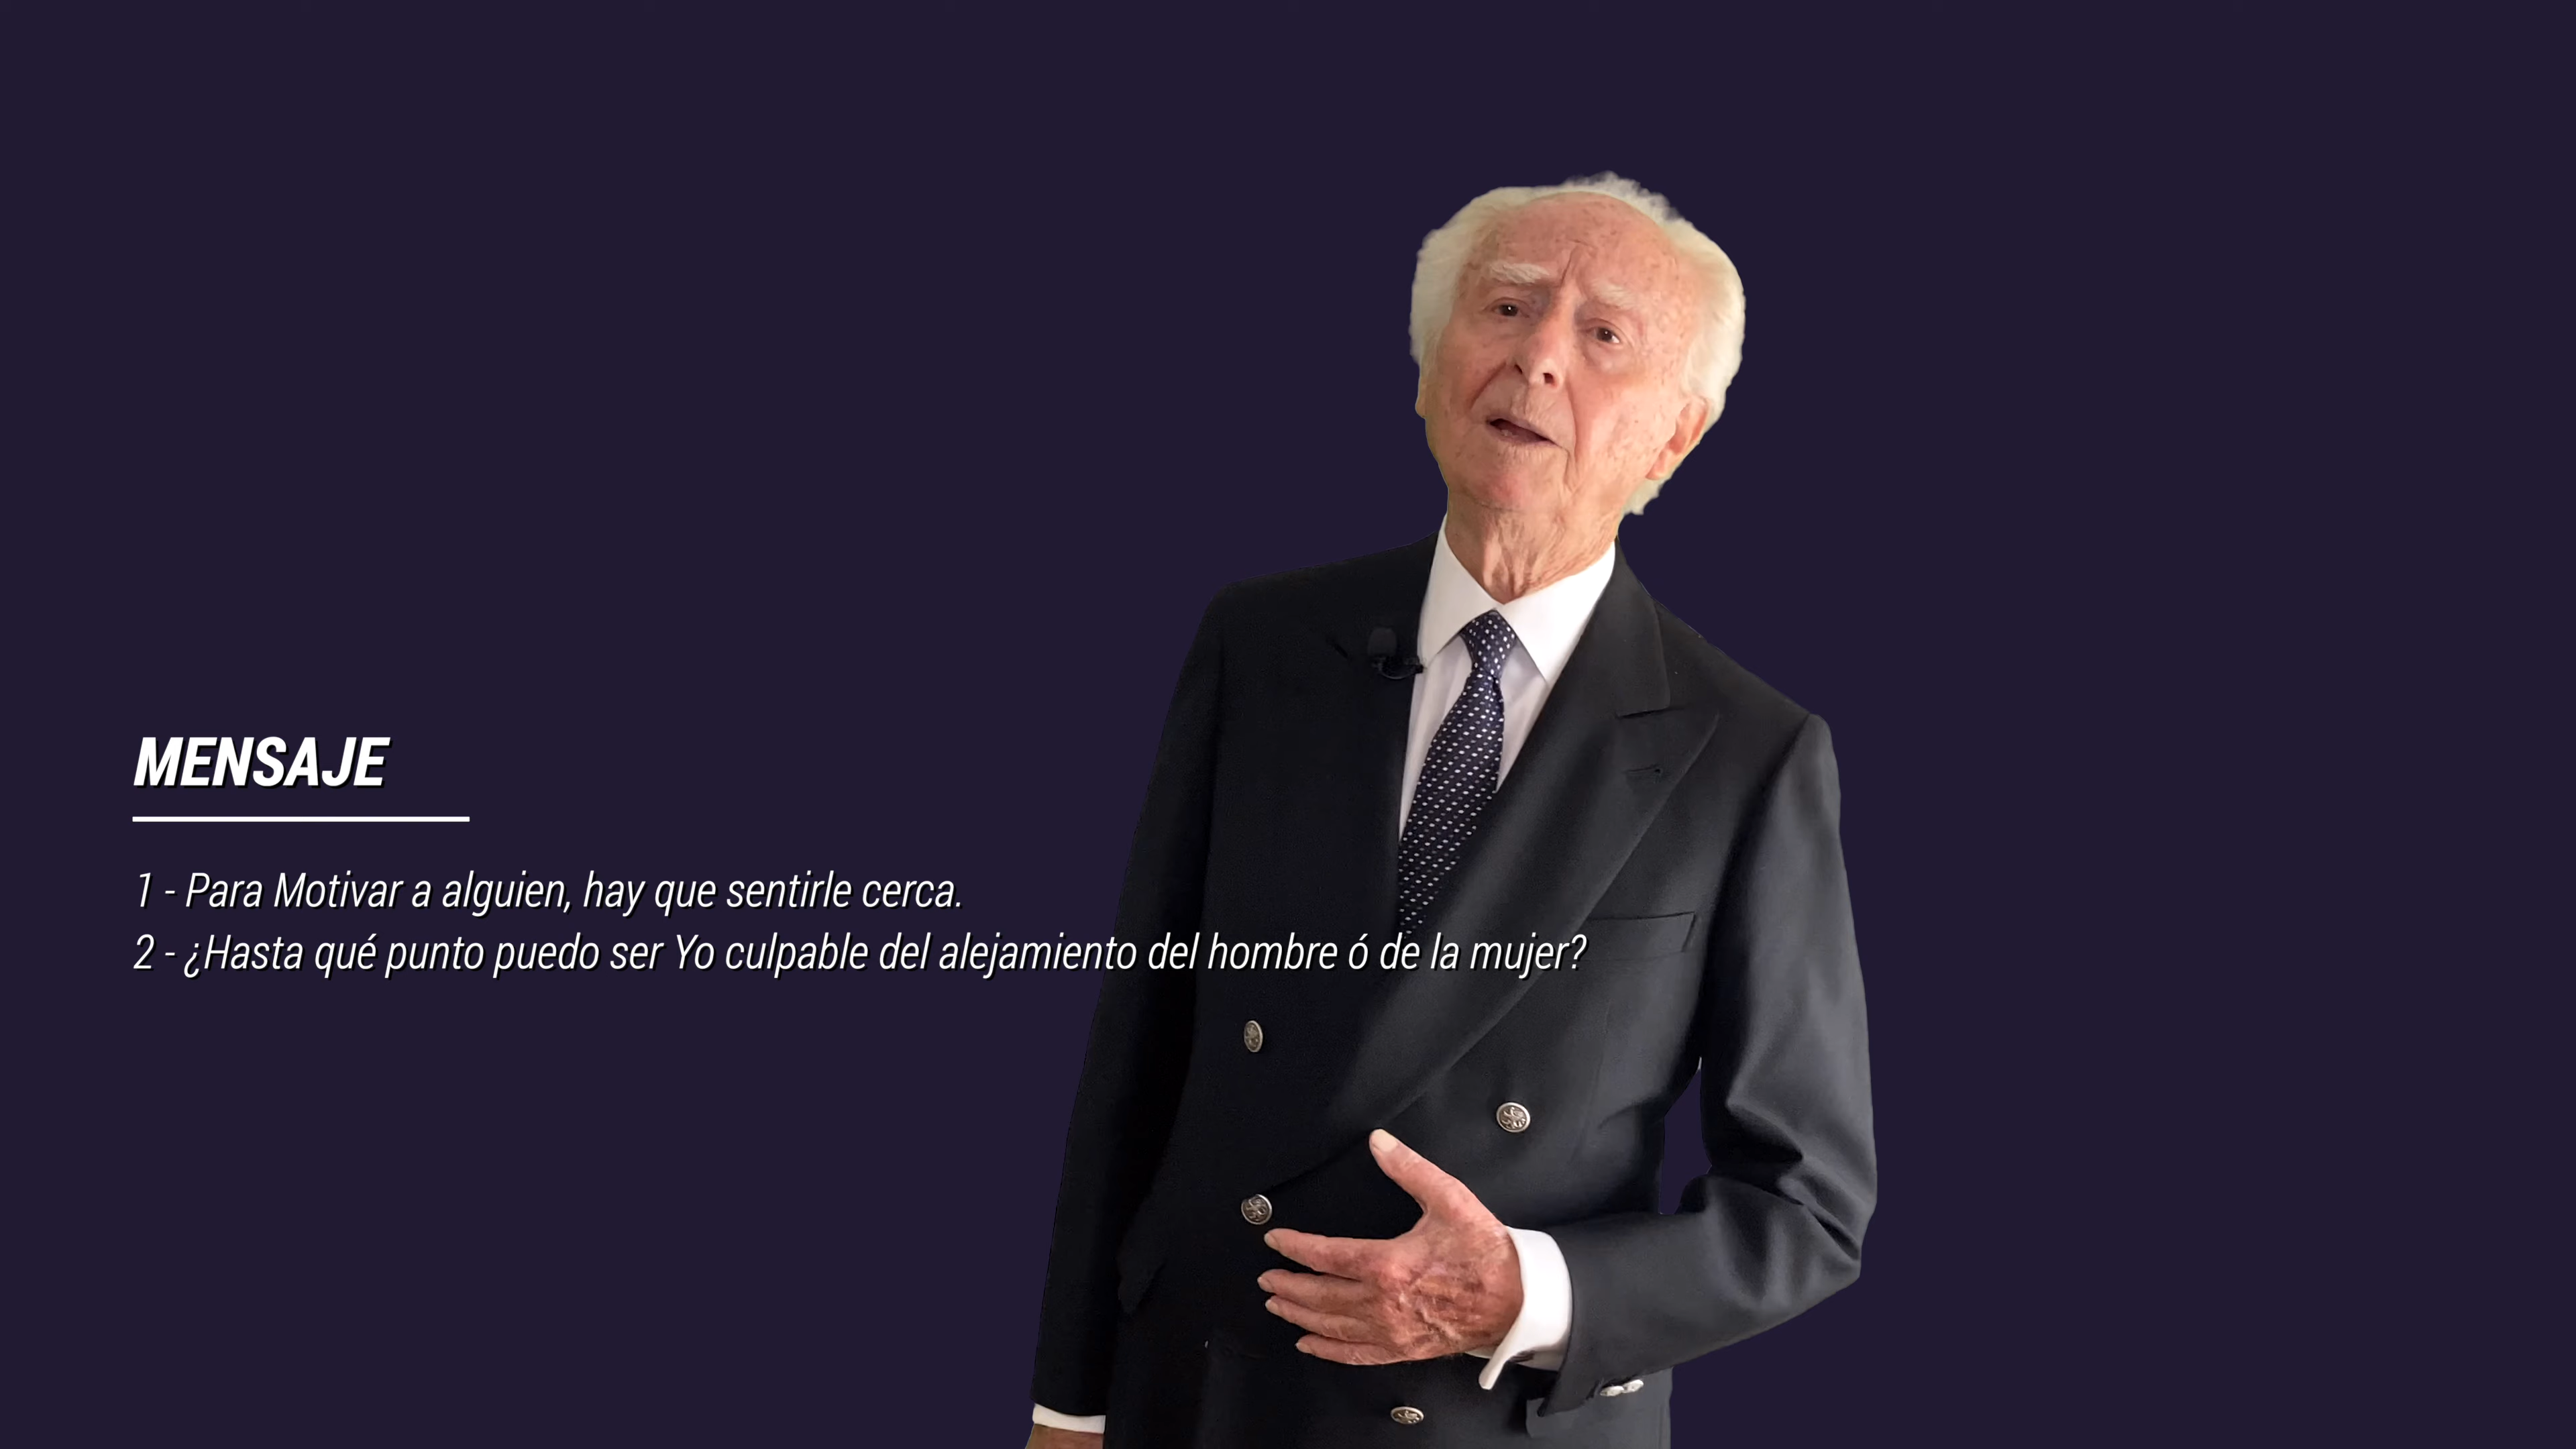 MENSAJE
1 - Para Motivar a alguien, hay que sentirle cerca.
2 - ¿Hasta qué punto puedo ser Yo culpable del alejamiento del hombre ó de la mujer?